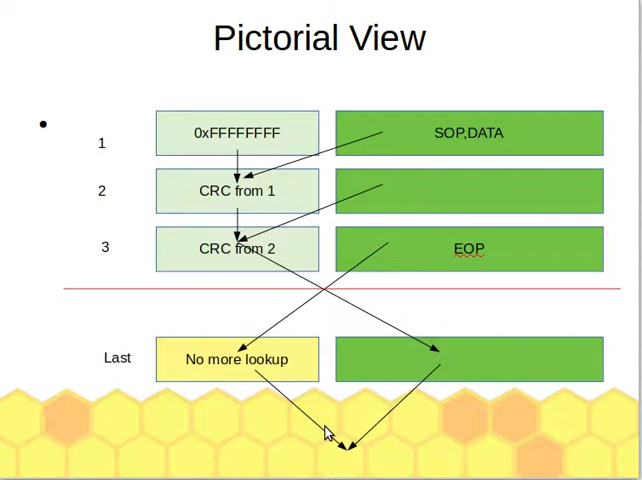 Pictorial View
1 0xFFFFFFFF SOP,DATA
2 CRC from 1
3 CRC from 2 EOP
Last No more lookup